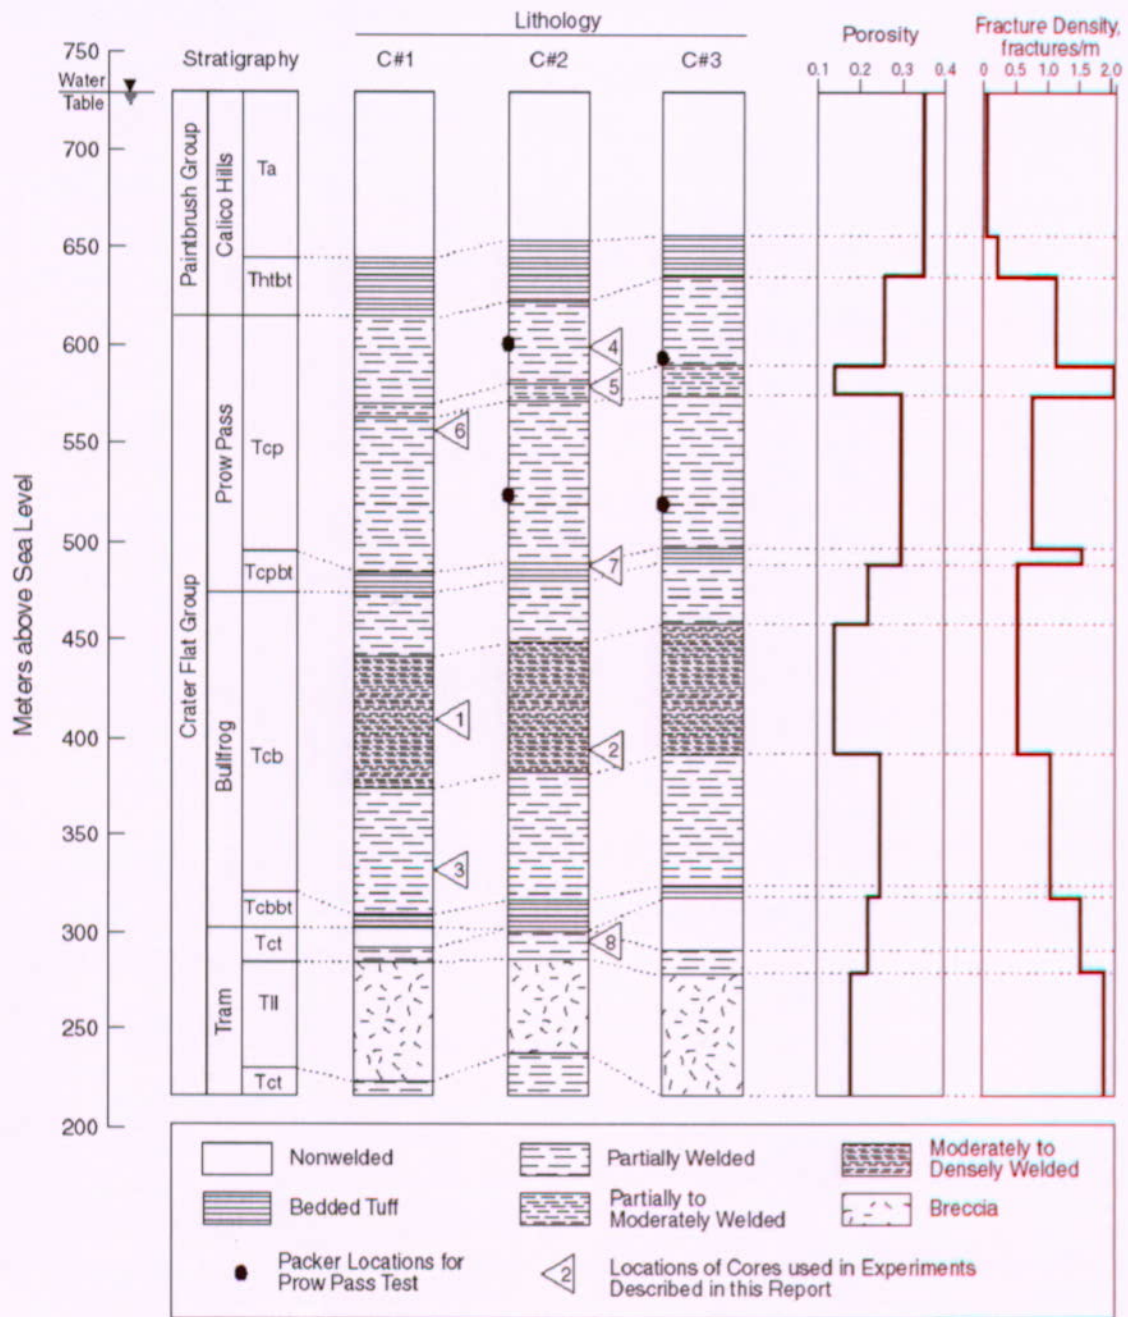 Lithology
Stratigraphy
C#1
C#2
C#3
Porosity
0.1 0.2 0.3 0.4
Fracture Density,
fractures/m
0 0.5 1.0 1.5 2.0
Meters above Sea Level
750
Water
Table
700
650
600
550
500
450
400
350
300
250
200
Paintbrush Group
Crater Flat Group
Calico Hills
Prow Pass
Bullfrog
Tram
Ta
Thtbt
Tcp
Tcpbt
Tcb
Tcbbt
Tct
Tll
Tct
4
5
6
7
1
2
3
8
Nonwelded
Partially Welded
Moderately to
Densely Welded
Bedded Tuff
Partially to
Moderately Welded
Breccia
Packer Locations for
Prow Pass Test
2
Locations of Cores used in Experiments
Described in this Report